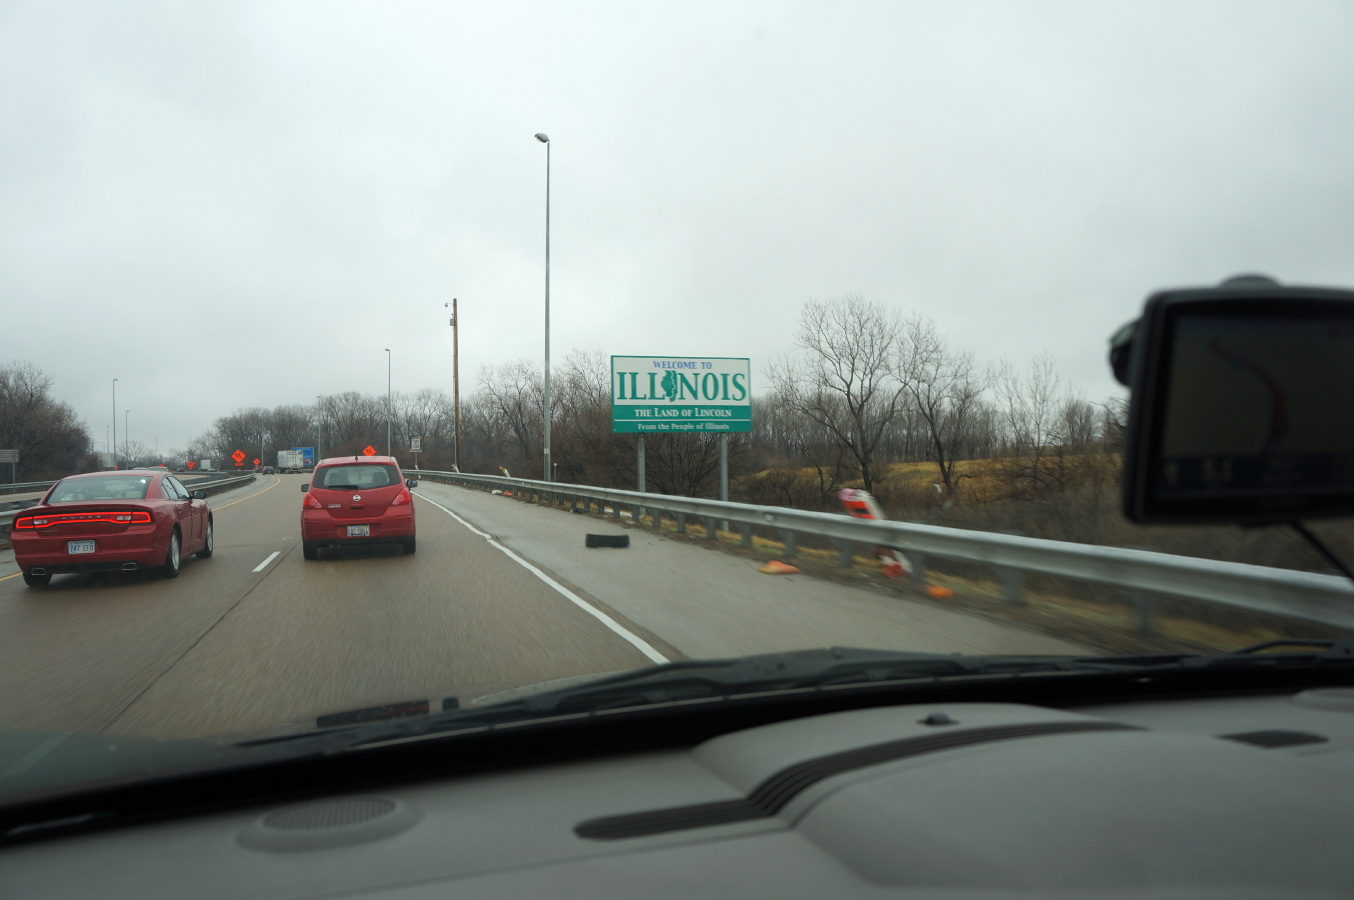 WELCOME TO
ILLINOIS
THE LAND OF LINCOLN
From the People of Illinois